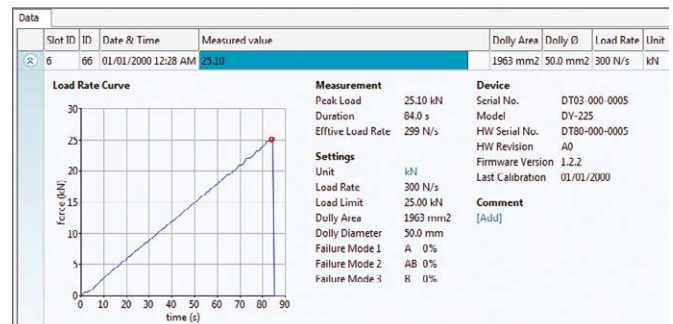 Data
Slot ID ID Date & Time Measured value Dolly Area Dolly Ø Load Rate Unit
6 66 01/01/2000 12:28 AM 25.10 1963 mm2 50.0 mm2 300 N/s kN
Load Rate Curve
30
25
20
15
10
5
0
force (kN)
0 10 20 30 40 50 60 70 80 90
time (s)
Measurement
Peak Load 25.10 kN
Duration 84.0 s
Efftive Load Rate 299 N/s
Settings
Unit kN
Load Rate 300 N/s
Load Limit 25.00 kN
Dolly Area 1963 mm2
Dolly Diameter 50.0 mm
Failure Mode 1 A 0%
Failure Mode 2 AB 0%
Failure Mode 3 B 0%
Device
Serial No. DT03-000-0005
Model DY-225
HW Serial No. DT80-000-0005
HW Revision A0
Firmware Version 1.2.2
Last Calibration 01/01/2000
Comment
[Add]